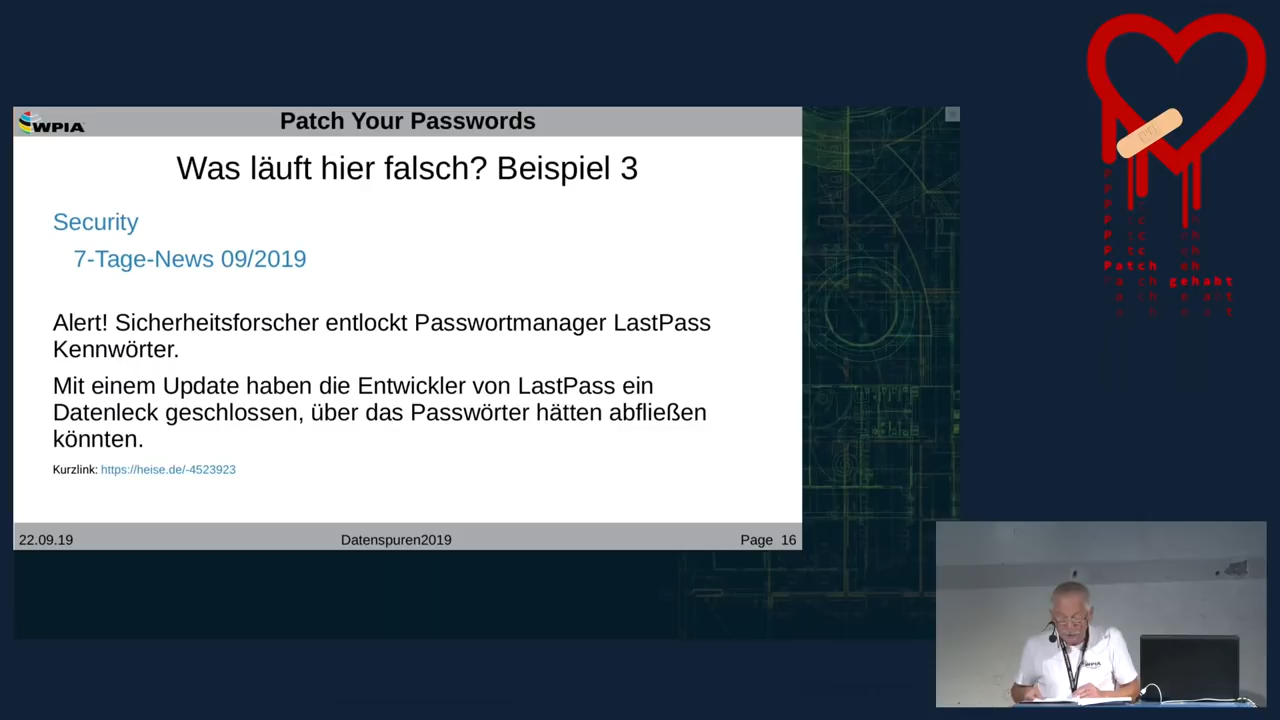 WPIA
Patch Your Passwords
Was läuft hier falsch? Beispiel 3
Security
7-Tage-News 09/2019
Alert! Sicherheitsforscher entlockt Passwortmanager LastPass
Kennwörter.
Mit einem Update haben die Entwickler von LastPass ein
Datenleck geschlossen, über das Passwörter hätten abfließen
könnten.
Kurzlink: https://heise.de/-4523923
22.09.19
Datenspuren2019
Page 16
Patch
gehabt
WPIA